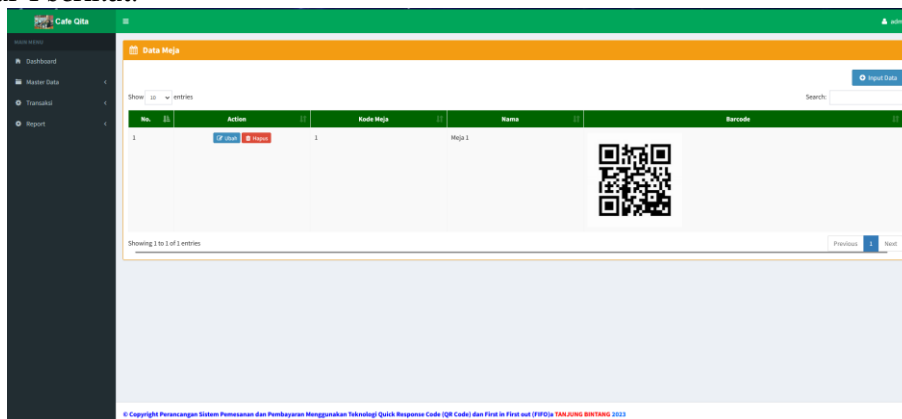 Cafe Qita
MAIN MENU
Dashboard
Master Data
Transaksi
Report
Data Meja
Input Data
Show 10 entries
Search:
No. Action Kode Meja Nama Barcode
1 Ubah Hapus 1 Meja 1
Showing 1 to 1 of 1 entries
Previous 1 Next
© Copyright Perancangan Sistem Pemesanan dan Pembayaran Menggunakan Teknologi Quick Response Code (QR Code) dan First in First out (FIFO)a TANJUNG BINTANG 2023